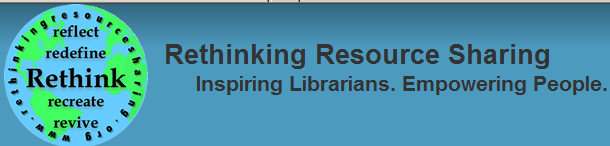 www.rethinkingresourcesharing.org
reflect
redefine
Rethink
recreate
revive
Rethinking Resource Sharing
Inspiring Librarians. Empowering People.